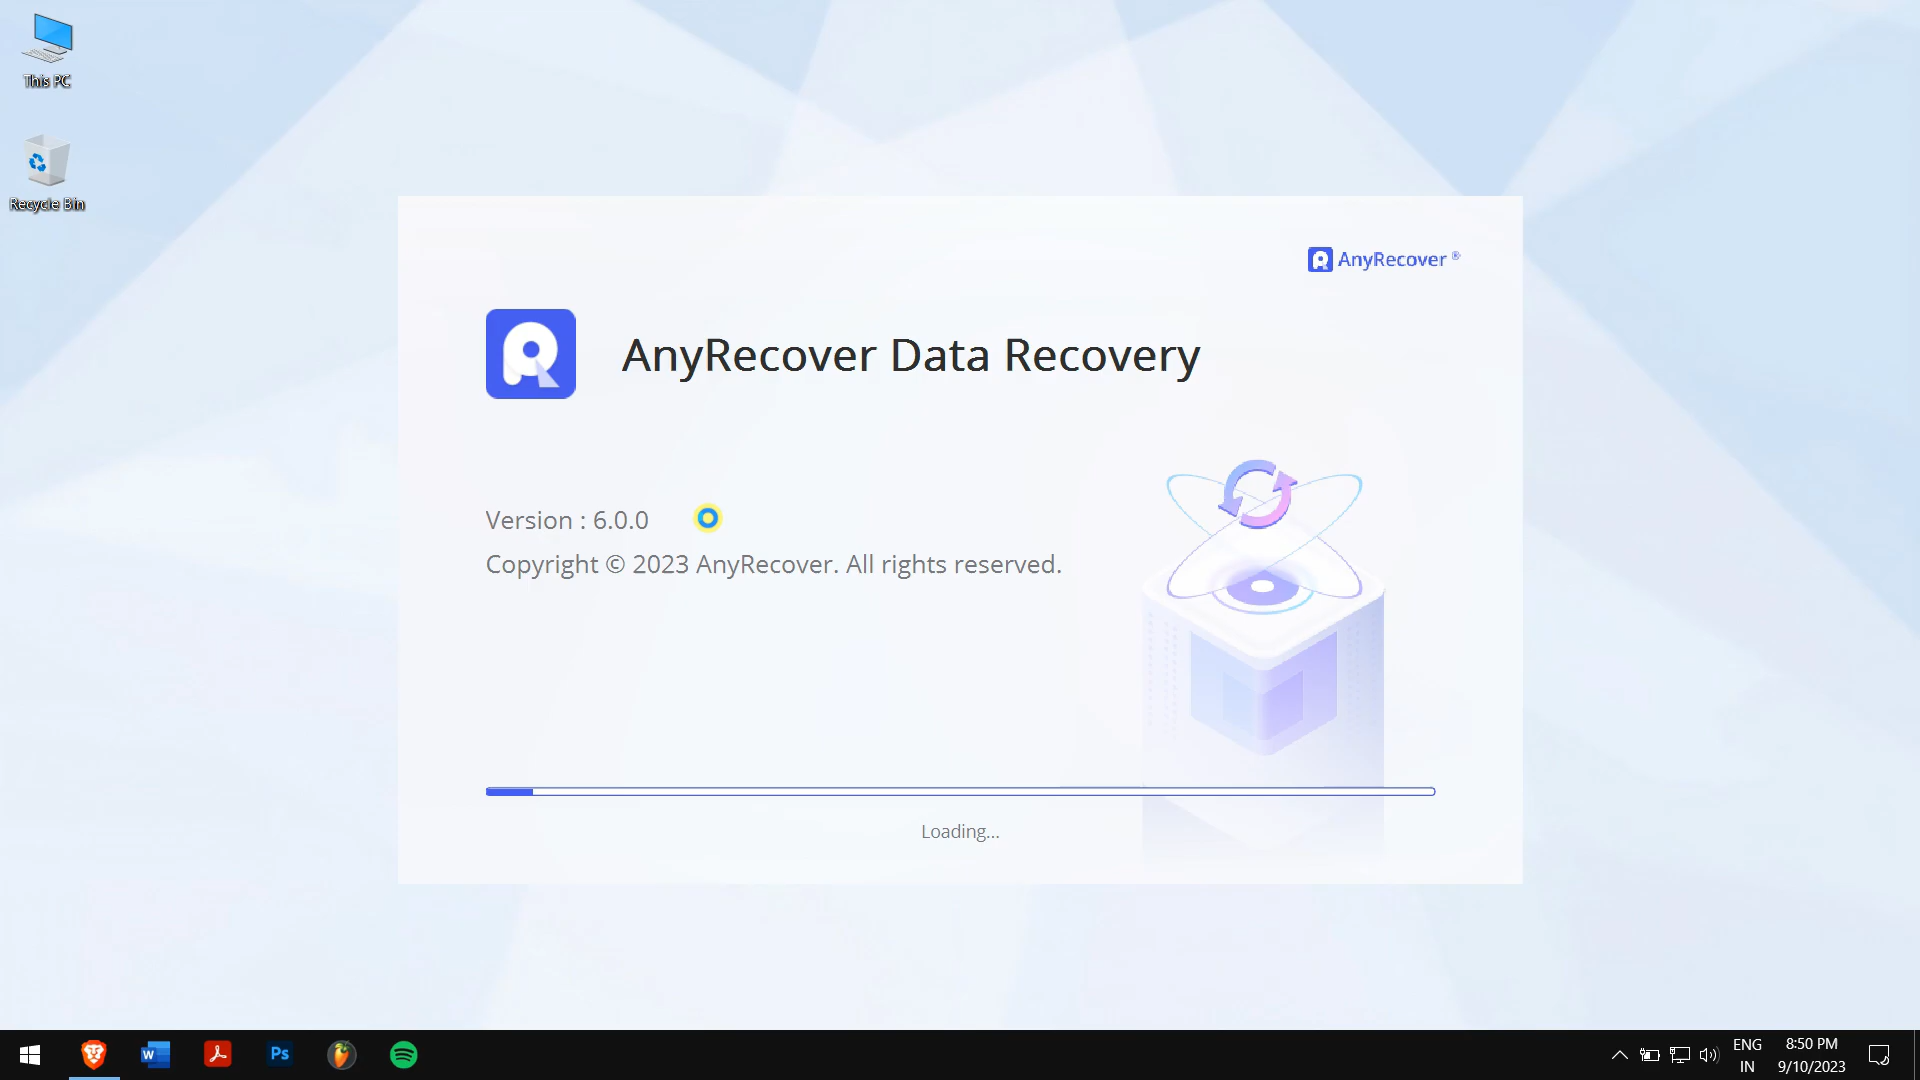 This PC
Recycle Bin
AnyRecover ®
AnyRecover Data Recovery
Version : 6.0.0
Copyright © 2023 AnyRecover. All rights reserved.
Loading...
W
Ps
ENG
IN
8:50 PM
9/10/2023